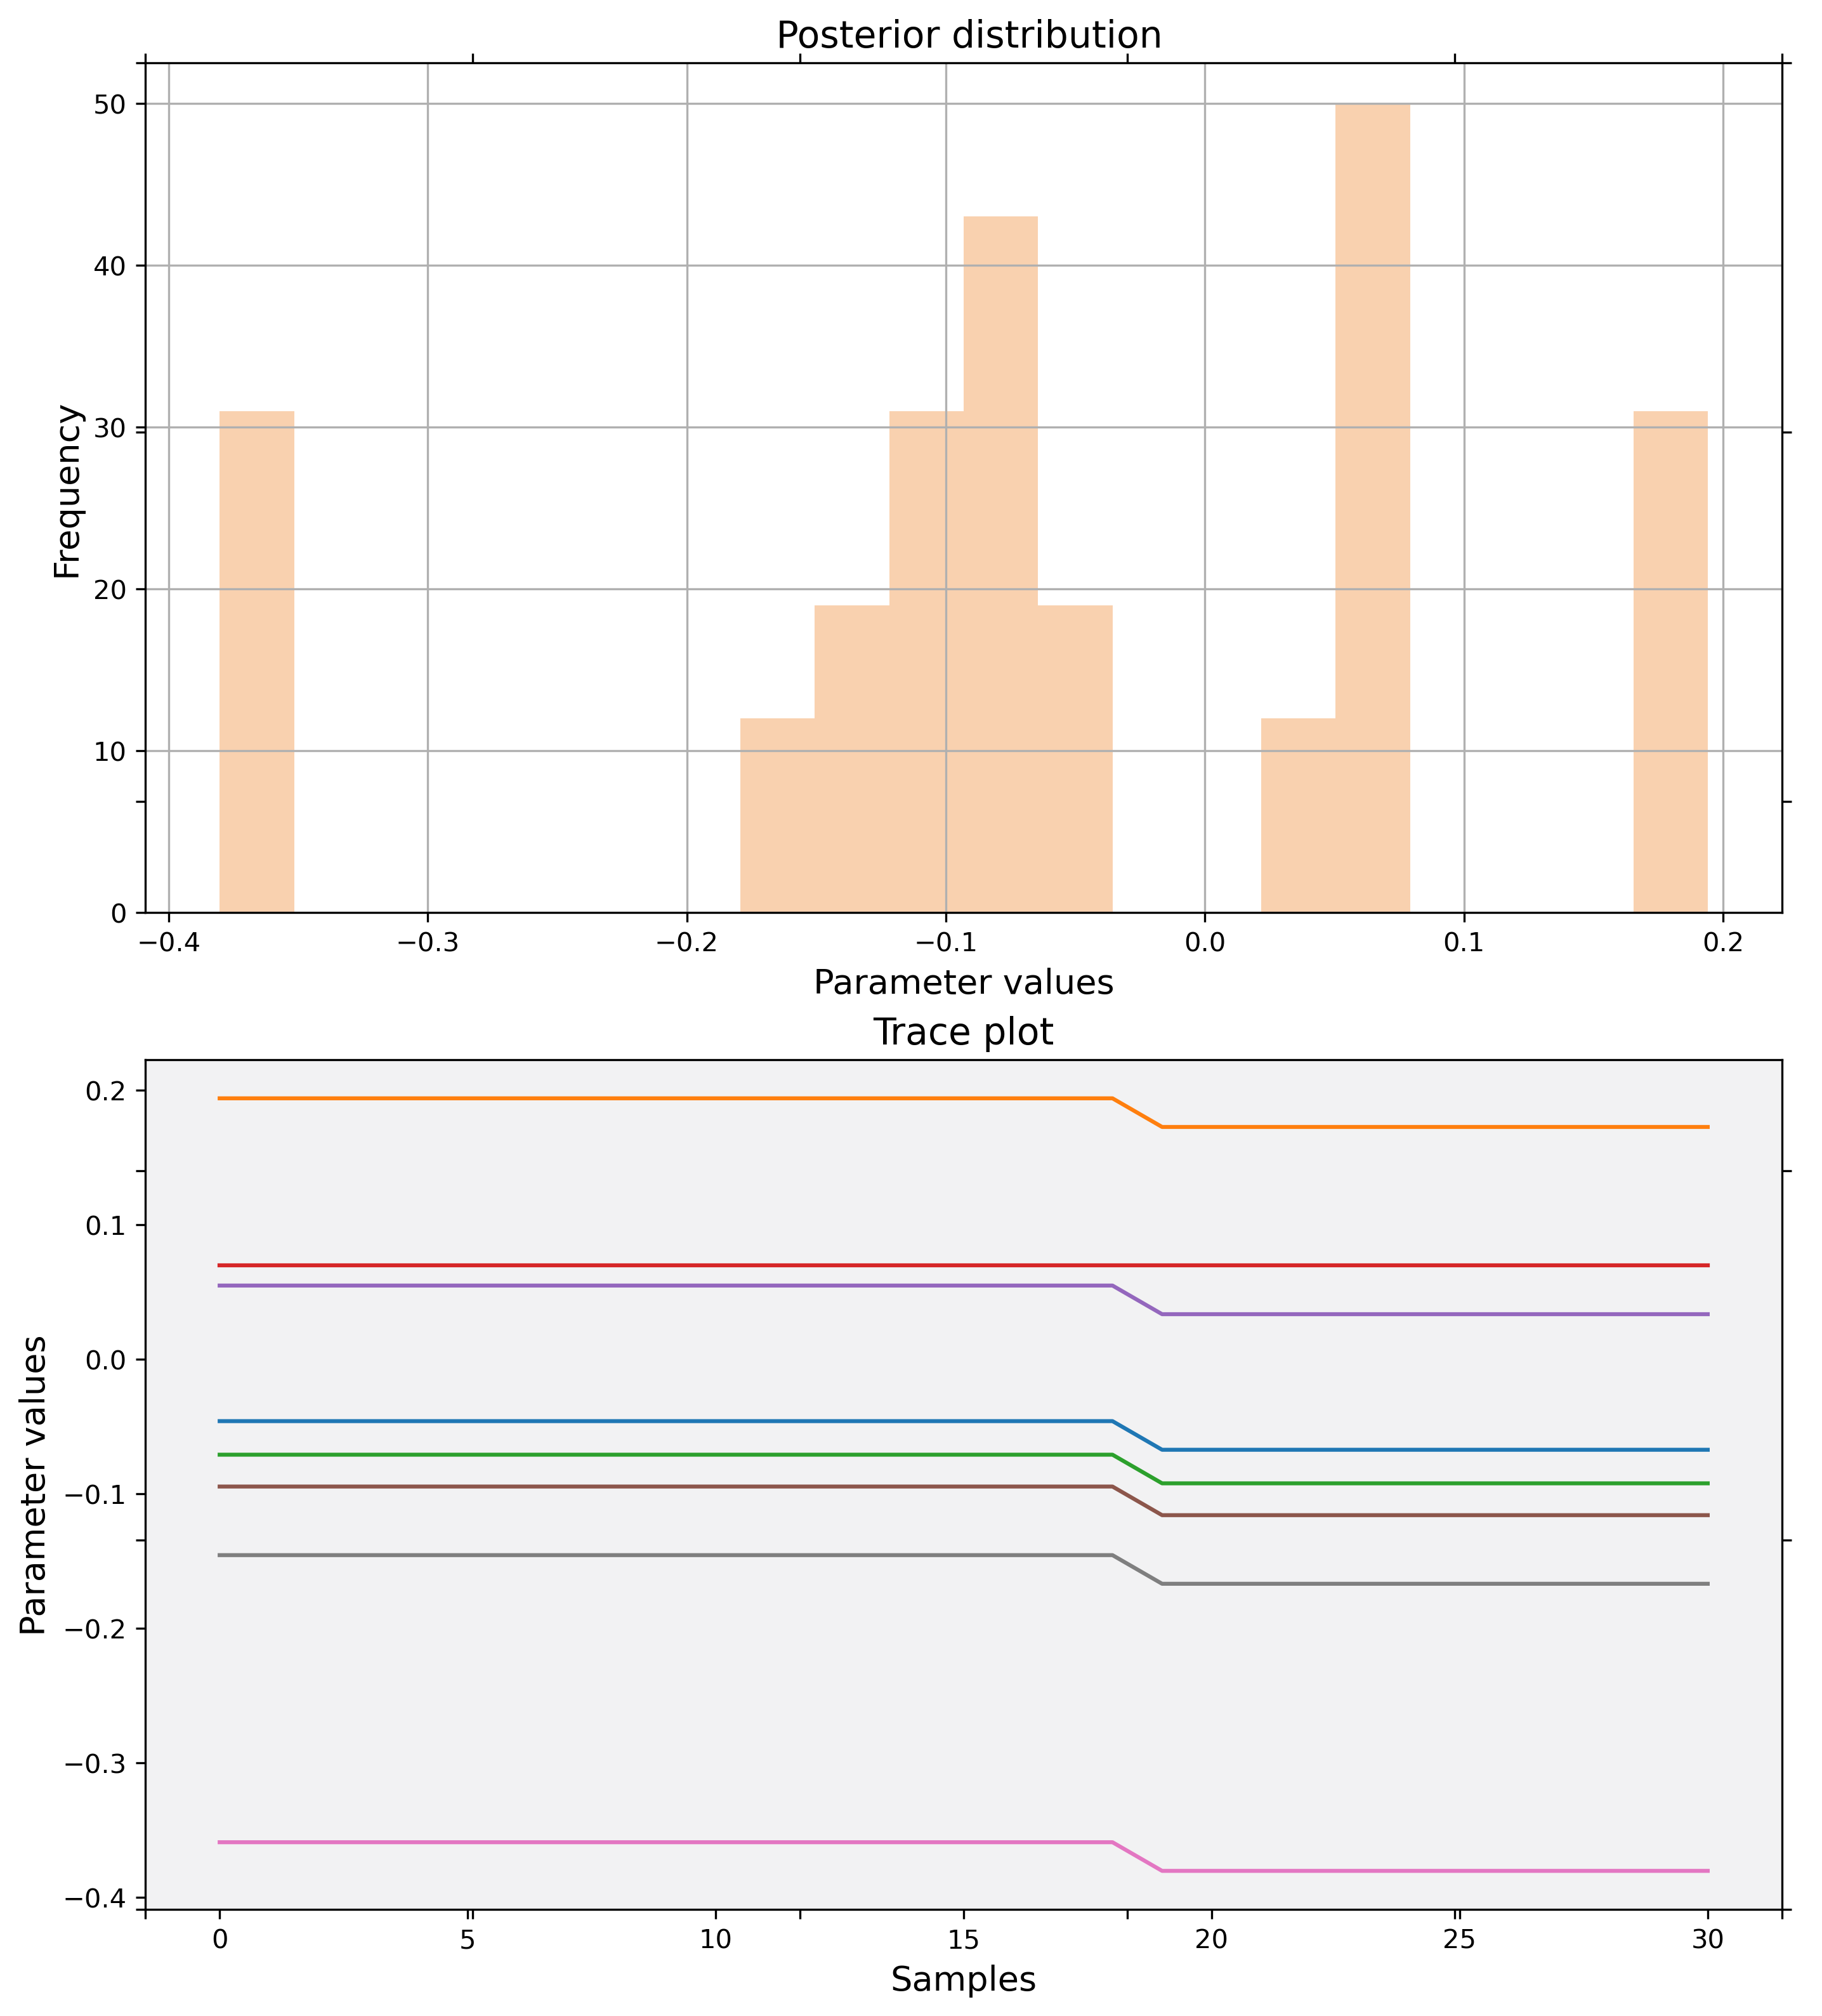 Posterior distribution
50
40
30
20
10
0
Frequency
−0.4 −0.3 −0.2 −0.1 0.0 0.1 0.2
Parameter values
Trace plot
0.2
0.1
0.0
−0.1
−0.2
−0.3
−0.4
Parameter values
0 5 10 15 20 25 30
Samples